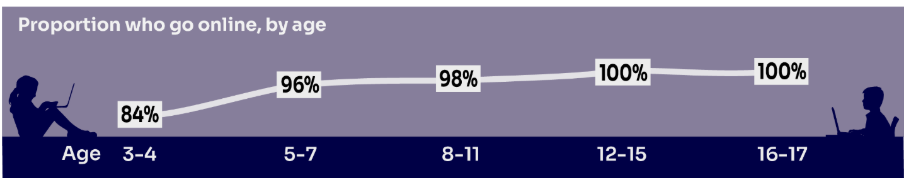 Proportion who go online, by age
84%
96%
98%
100%
100%
Age 3-4 5-7 8-11 12-15 16-17